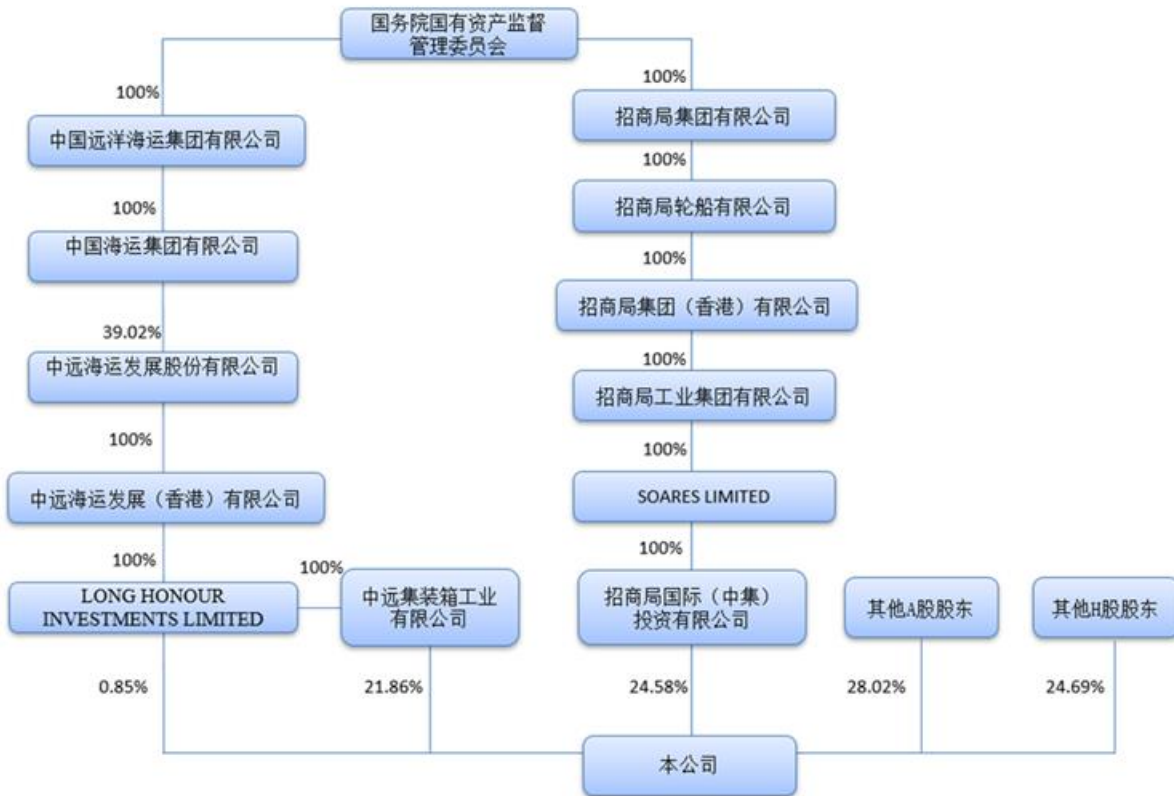 国务院国有资产监督
管理委员会
100%
100%
中国远洋海运集团有限公司
招商局集团有限公司
100%
100%
中国海运集团有限公司
招商局轮船有限公司
100%
39.02%
招商局集团（香港）有限公司
中远海运发展股份有限公司
100%
招商局工业集团有限公司
100%
100%
中远海运发展（香港）有限公司
SOARES LIMITED
100%
100%
100%
LONG HONOUR
INVESTMENTS LIMITED
中远集装箱工业
有限公司
招商局国际（中集）
投资有限公司
其他A股股东
其他H股股东
0.85%
21.86%
24.58%
28.02%
24.69%
本公司